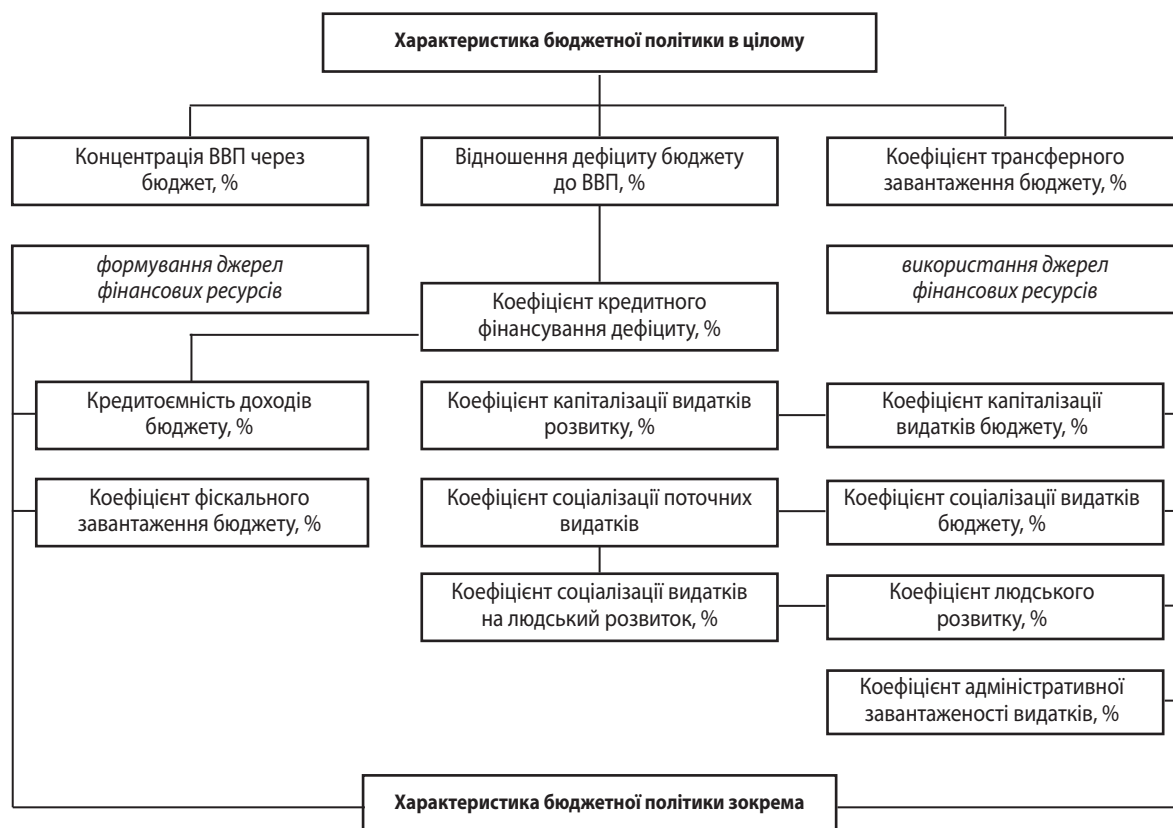 Характеристика бюджетної політики в цілому
Концентрація ВВП через
бюджет, %
Відношення дефіциту бюджету
до ВВП, %
Коефіцієнт трансферного
завантаження бюджету, %
формування джерел
фінансових ресурсів
використання джерел
фінансових ресурсів
Коефіцієнт кредитного
фінансування дефіциту, %
Кредитоємність доходів
бюджету, %
Коефіцієнт капіталізації видатків
розвитку, %
Коефіцієнт капіталізації
видатків бюджету, %
Коефіцієнт фіскального
завантаження бюджету, %
Коефіцієнт соціалізації поточних
видатків
Коефіцієнт соціалізації видатків
бюджету, %
Коефіцієнт соціалізації видатків
на людський розвиток, %
Коефіцієнт людського
розвитку, %
Коефіцієнт адміністративної
завантаженості видатків, %
Характеристика бюджетної політики зокрема